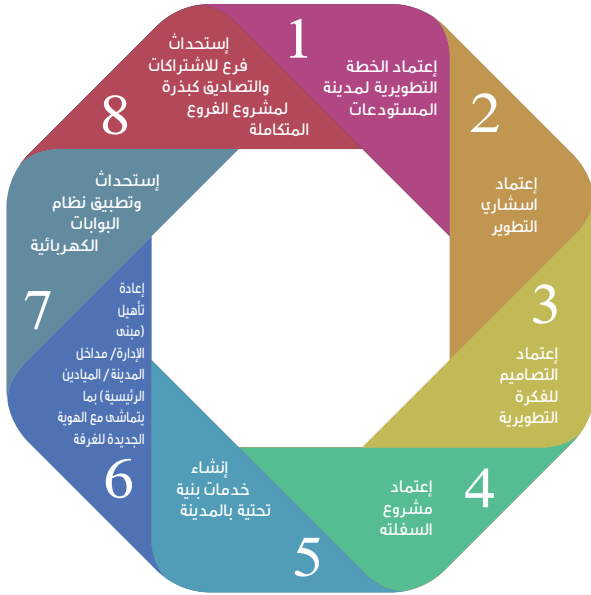 1
إعتماد الخطة
التطويرية لمدينة
المستودعات
2
إعتماد
اسشاري
التطوير
3
إعتماد
التصاميم
للفكرة
التطويرية
4
إعتماد
مشروع
السفلته
إنشاء
خدمات بنية
تحتية بالمدينة
5
إعادة
تأهيل
(مبنى
الإدارة/ مداخل
المدينة / الميادين
الرئيسية) بما
يتماشى مع الهوية
الجديدة للغرفة
6
إستحداث
وتطبيق نظام
البوابات
الكهربائية
7
إستحداث
فرع للاشتراكات
والتصاديق كبذرة
لمشروع الفروع
المتكاملة
8